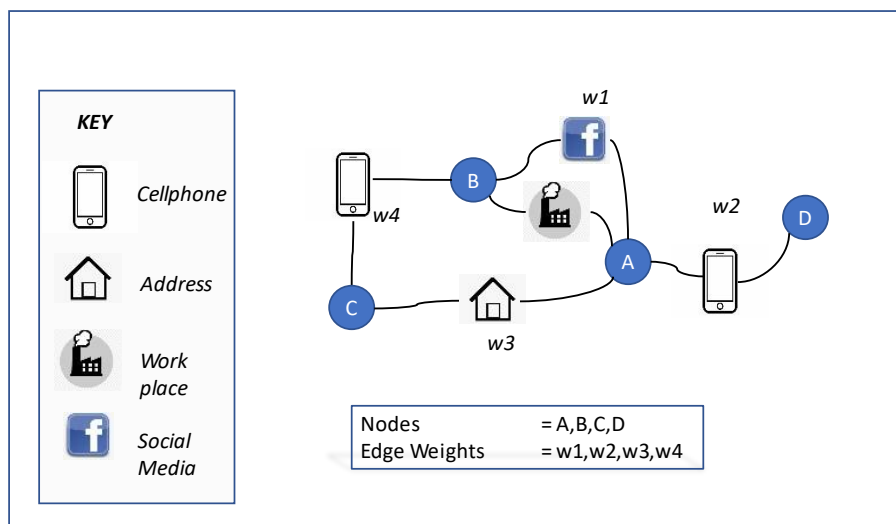 KEY
Cellphone
Address
Work
place
Social
Media
w1
B
w4
w2
D
A
C
w3
Nodes = A,B,C,D
Edge Weights = w1,w2,w3,w4